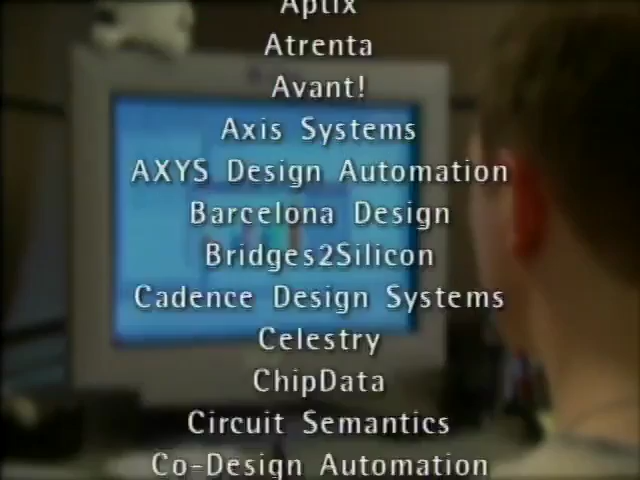 Aptix
Atrenta
Avant!
Axis Systems
AXYS Design Automation
Barcelona Design
Bridges2Silicon
Cadence Design Systems
Celestry
ChipData
Circuit Semantics
Co-Design Automation